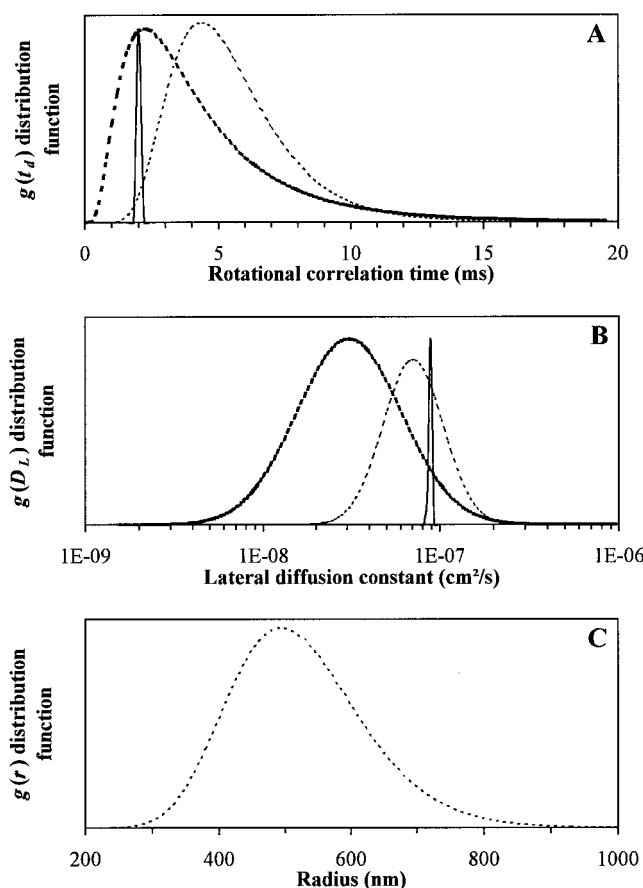 A
g(t_d) distribution
function
0 5 10 15 20
Rotational correlation time (ms)
B
g(D_L) distribution
function
1E-09 1E-08 1E-07 1E-06
Lateral diffusion constant (cm²/s)
C
g(r) distribution
function
200 400 600 800 1000
Radius (nm)